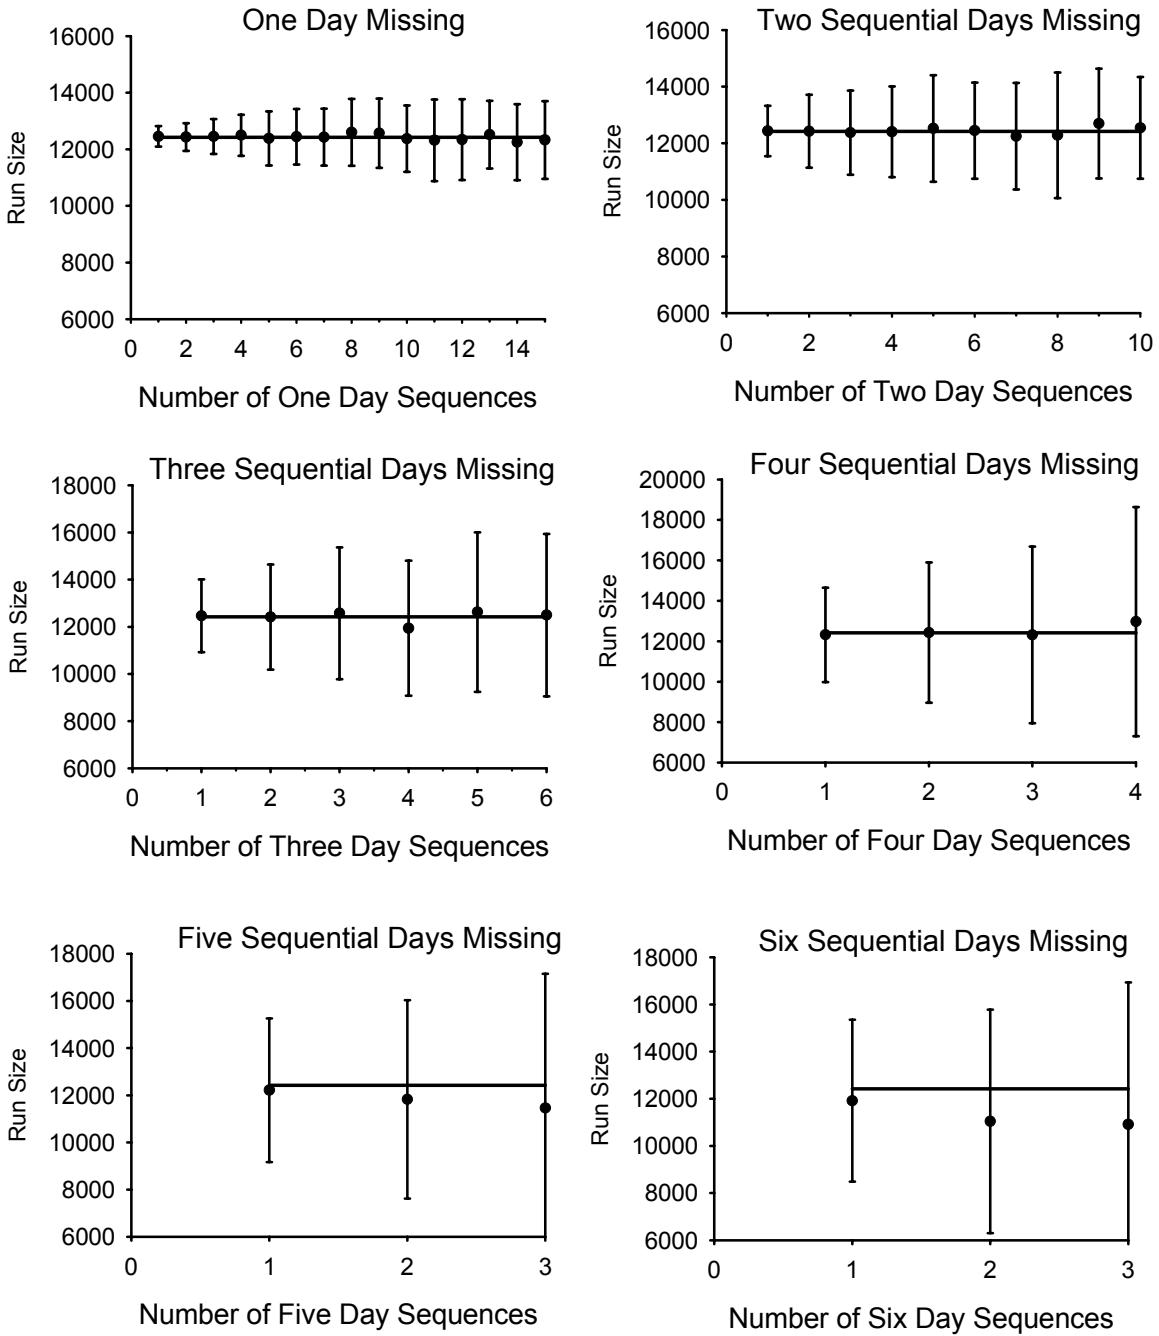 One Day Missing
16000
14000
12000
10000
8000
6000
Run Size
0 2 4 6 8 10 12 14
Number of One Day Sequences
Two Sequential Days Missing
16000
14000
12000
10000
8000
6000
Run Size
0 2 4 6 8 10
Number of Two Day Sequences
Three Sequential Days Missing
18000
16000
14000
12000
10000
8000
6000
Run Size
0 1 2 3 4 5 6
Number of Three Day Sequences
Four Sequential Days Missing
20000
18000
16000
14000
12000
10000
8000
6000
Run Size
0 1 2 3 4
Number of Four Day Sequences
Five Sequential Days Missing
18000
16000
14000
12000
10000
8000
6000
Run Size
0 1 2 3
Number of Five Day Sequences
Six Sequential Days Missing
18000
16000
14000
12000
10000
8000
6000
Run Size
0 1 2 3
Number of Six Day Sequences